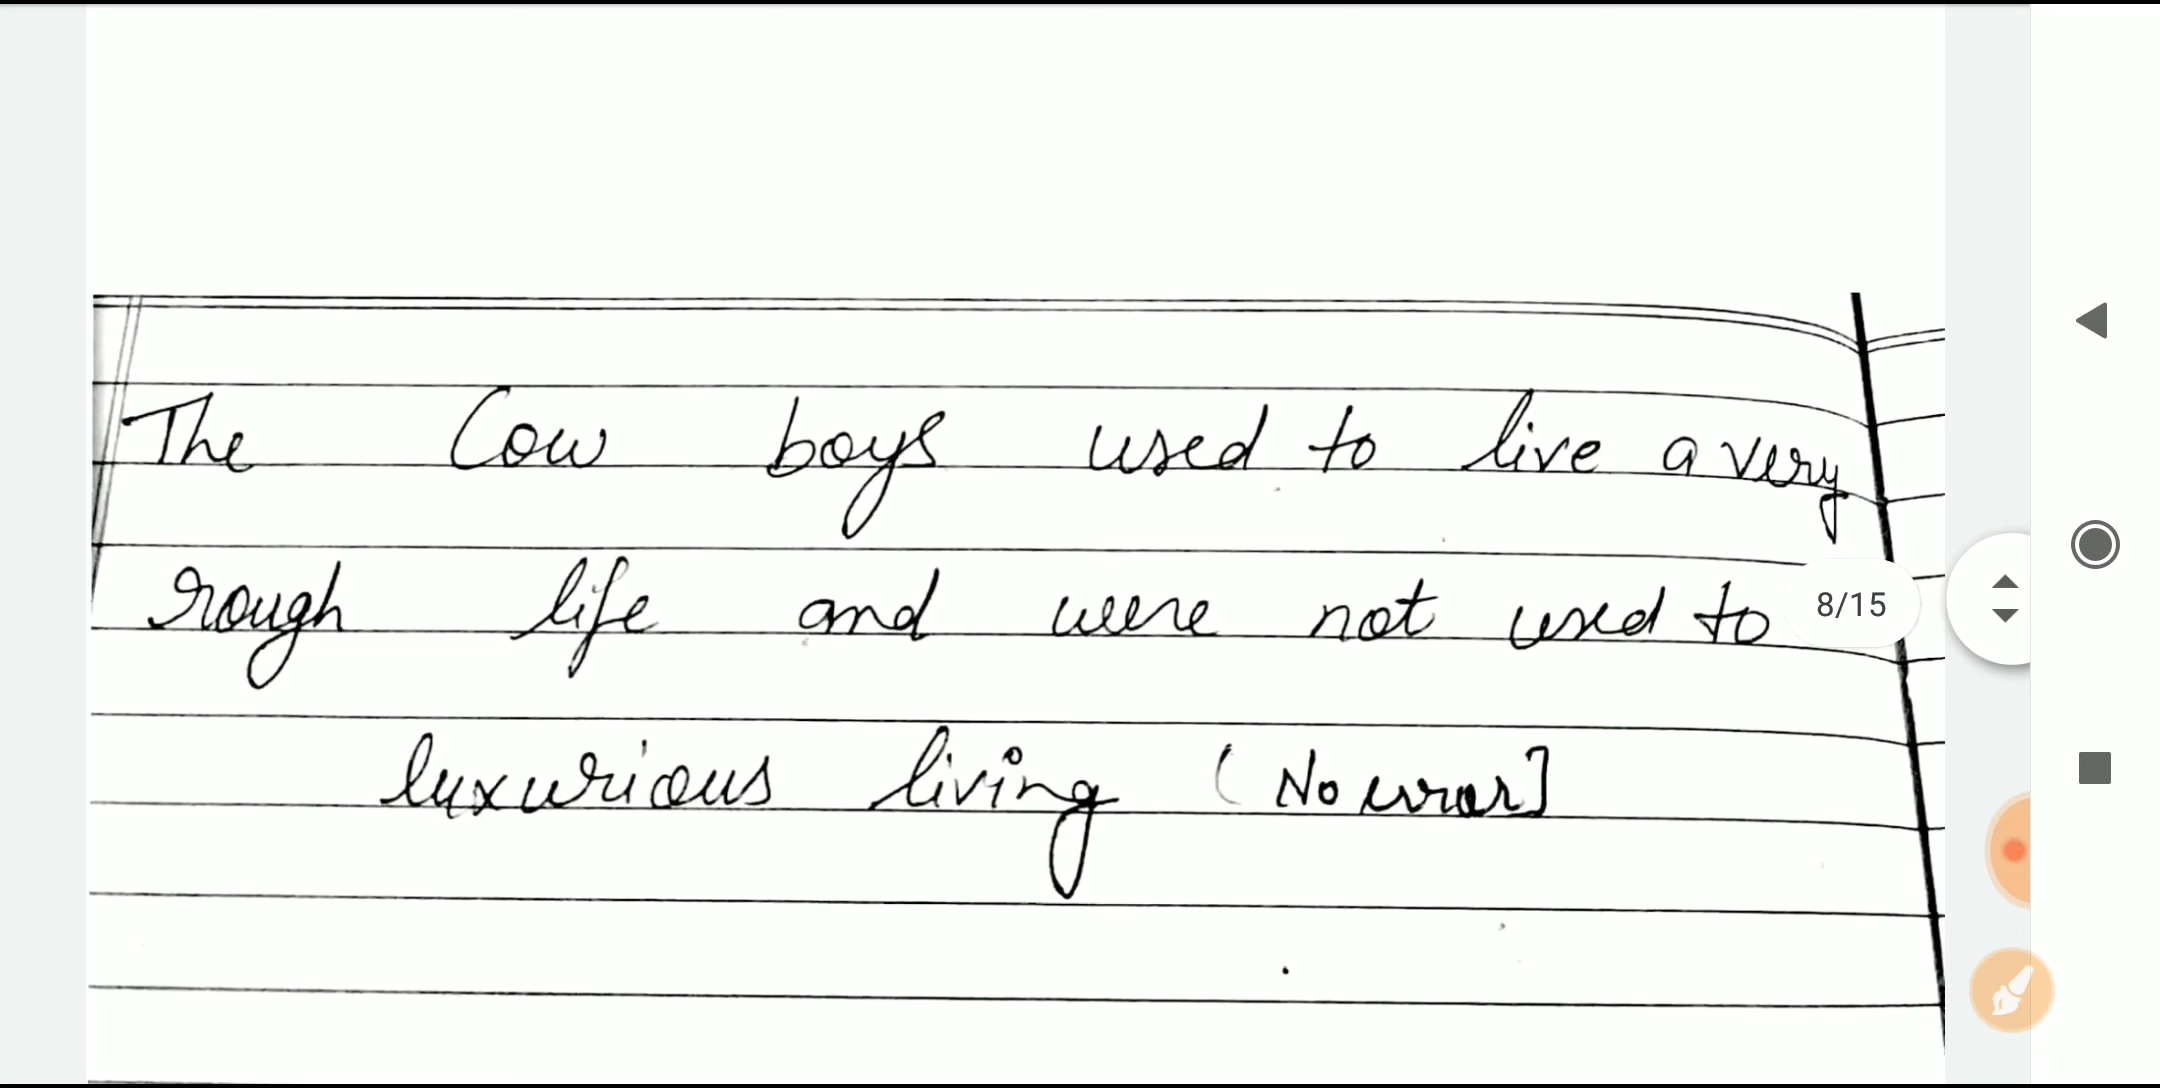 The Cow boys used to live a very
rough life and were not used to
8/15
luxurious living (No error]